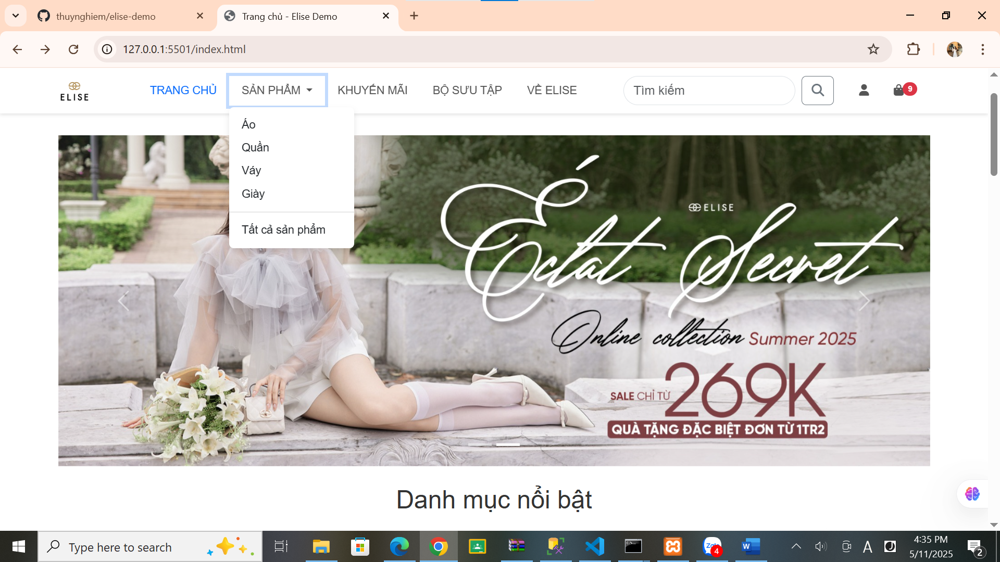 thuynghiem/elise-demo
Trang chủ - Elise Demo
127.0.0.1:5501/index.html
ELISE
TRANG CHỦ
SẢN PHẨM
KHUYẾN MÃI
BỘ SƯU TẬP
VỀ ELISE
Tìm kiếm
9
Áo
Quần
Váy
Giày
Tất cả sản phẩm
ELISE
Éclat Secret
Online collection Summer 2025
SALE CHỈ TỪ 269K
QUÀ TẶNG ĐẶC BIỆT ĐƠN TỪ 1TR2
Danh mục nổi bật
Type here to search
Zalo
4
W
A
4:35 PM
5/11/2025
2